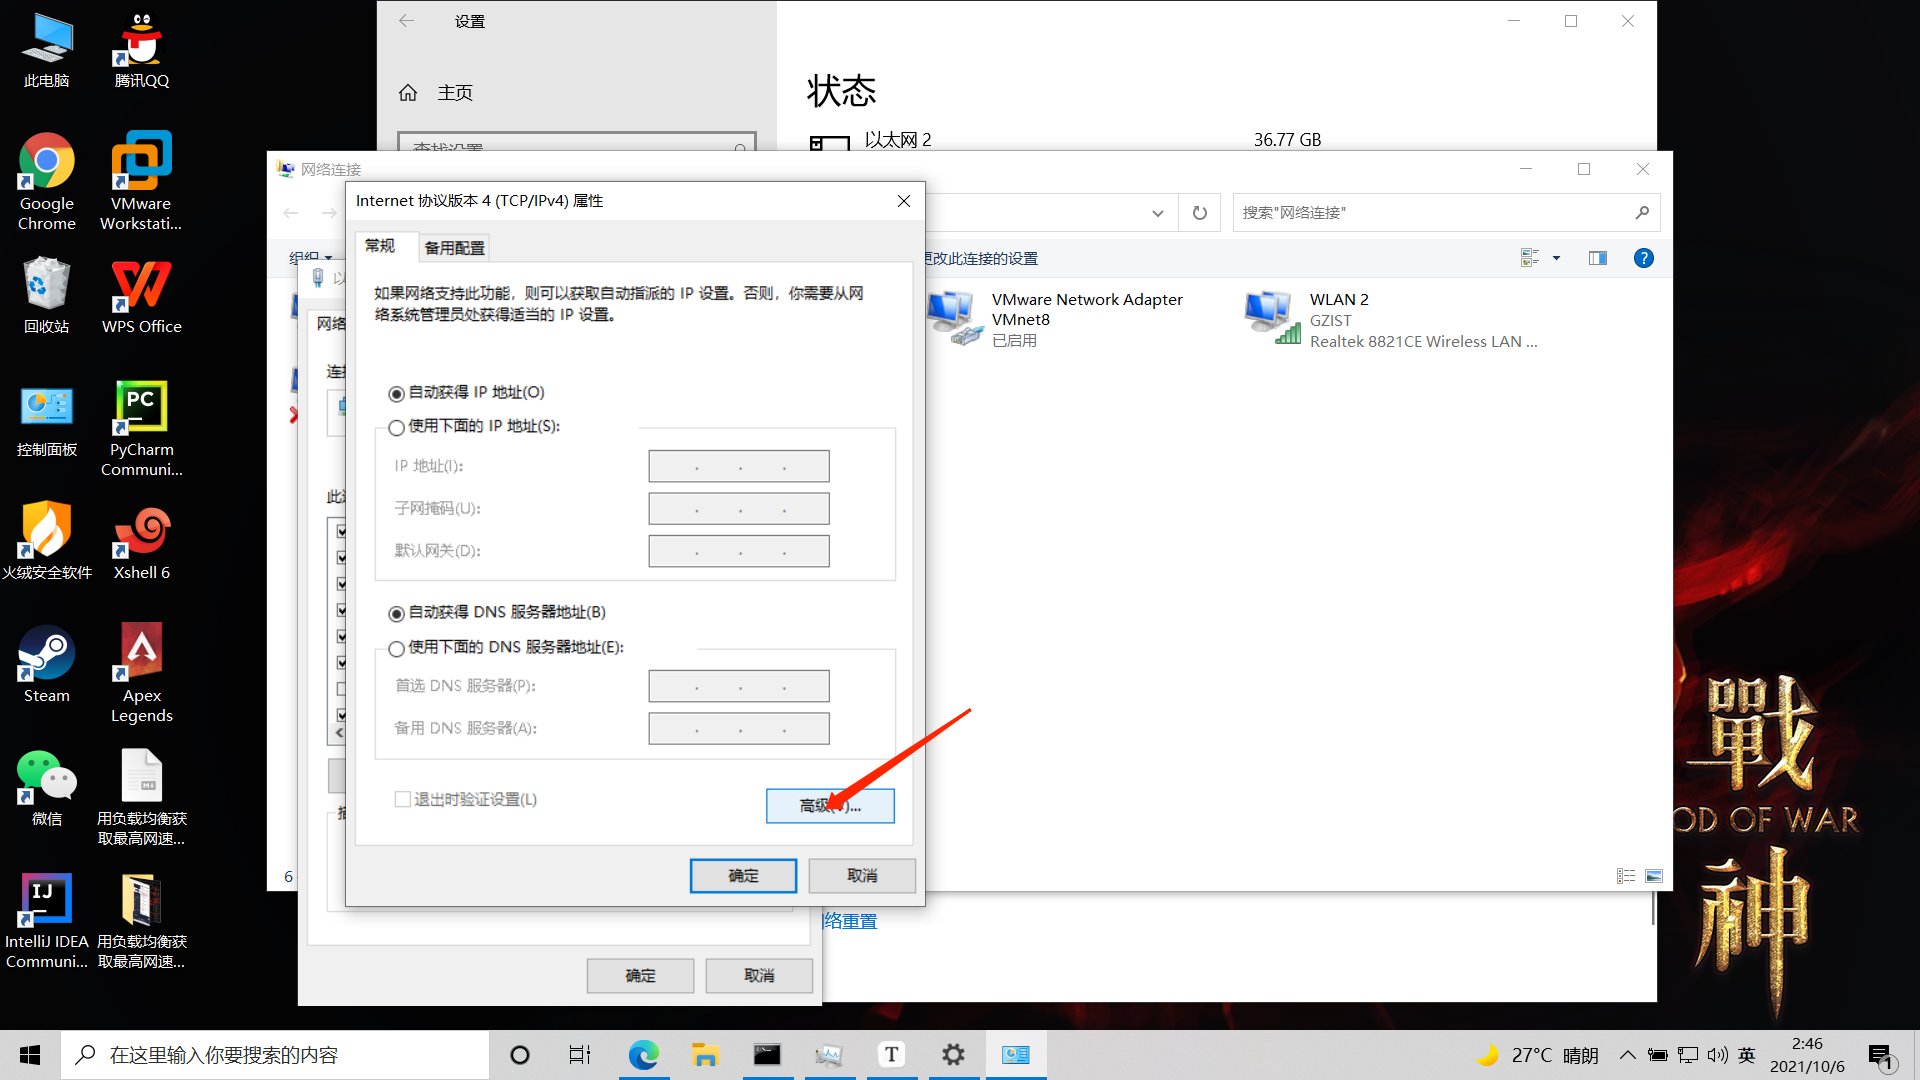 此电脑
腾讯QQ
Google
Chrome
VMware
Workstati...
回收站
WPS Office
控制面板
PyCharm
Communi...
火绒安全软件
Xshell 6
Steam
Apex
Legends
微信
用负载均衡获
取最高网速...
IntelliJ IDEA
Communi...
用负载均衡获
取最高网速...
设置
主页
查找设置
状态
以太网 2
36.77 GB
网络重置
网络连接
搜索"网络连接"
组织
更改此连接的设置
VMware Network Adapter
VMnet8
已启用
WLAN 2
GZIST
Realtek 8821CE Wireless LAN ...
6
网络
确定
取消
Internet 协议版本 4 (TCP/IPv4) 属性
常规
备用配置
如果网络支持此功能，则可以获取自动指派的 IP 设置。否则，你需要从网
络系统管理员处获得适当的 IP 设置。
自动获得 IP 地址(O)
使用下面的 IP 地址(S):
IP 地址(I):
子网掩码(U):
默认网关(D):
自动获得 DNS 服务器地址(B)
使用下面的 DNS 服务器地址(E):
首选 DNS 服务器(P):
备用 DNS 服务器(A):
退出时验证设置(L)
高级
确定
取消
戰
OD OF WAR
神
在这里输入你要搜索的内容
27°C 晴朗
英
2:46
2021/10/6
1